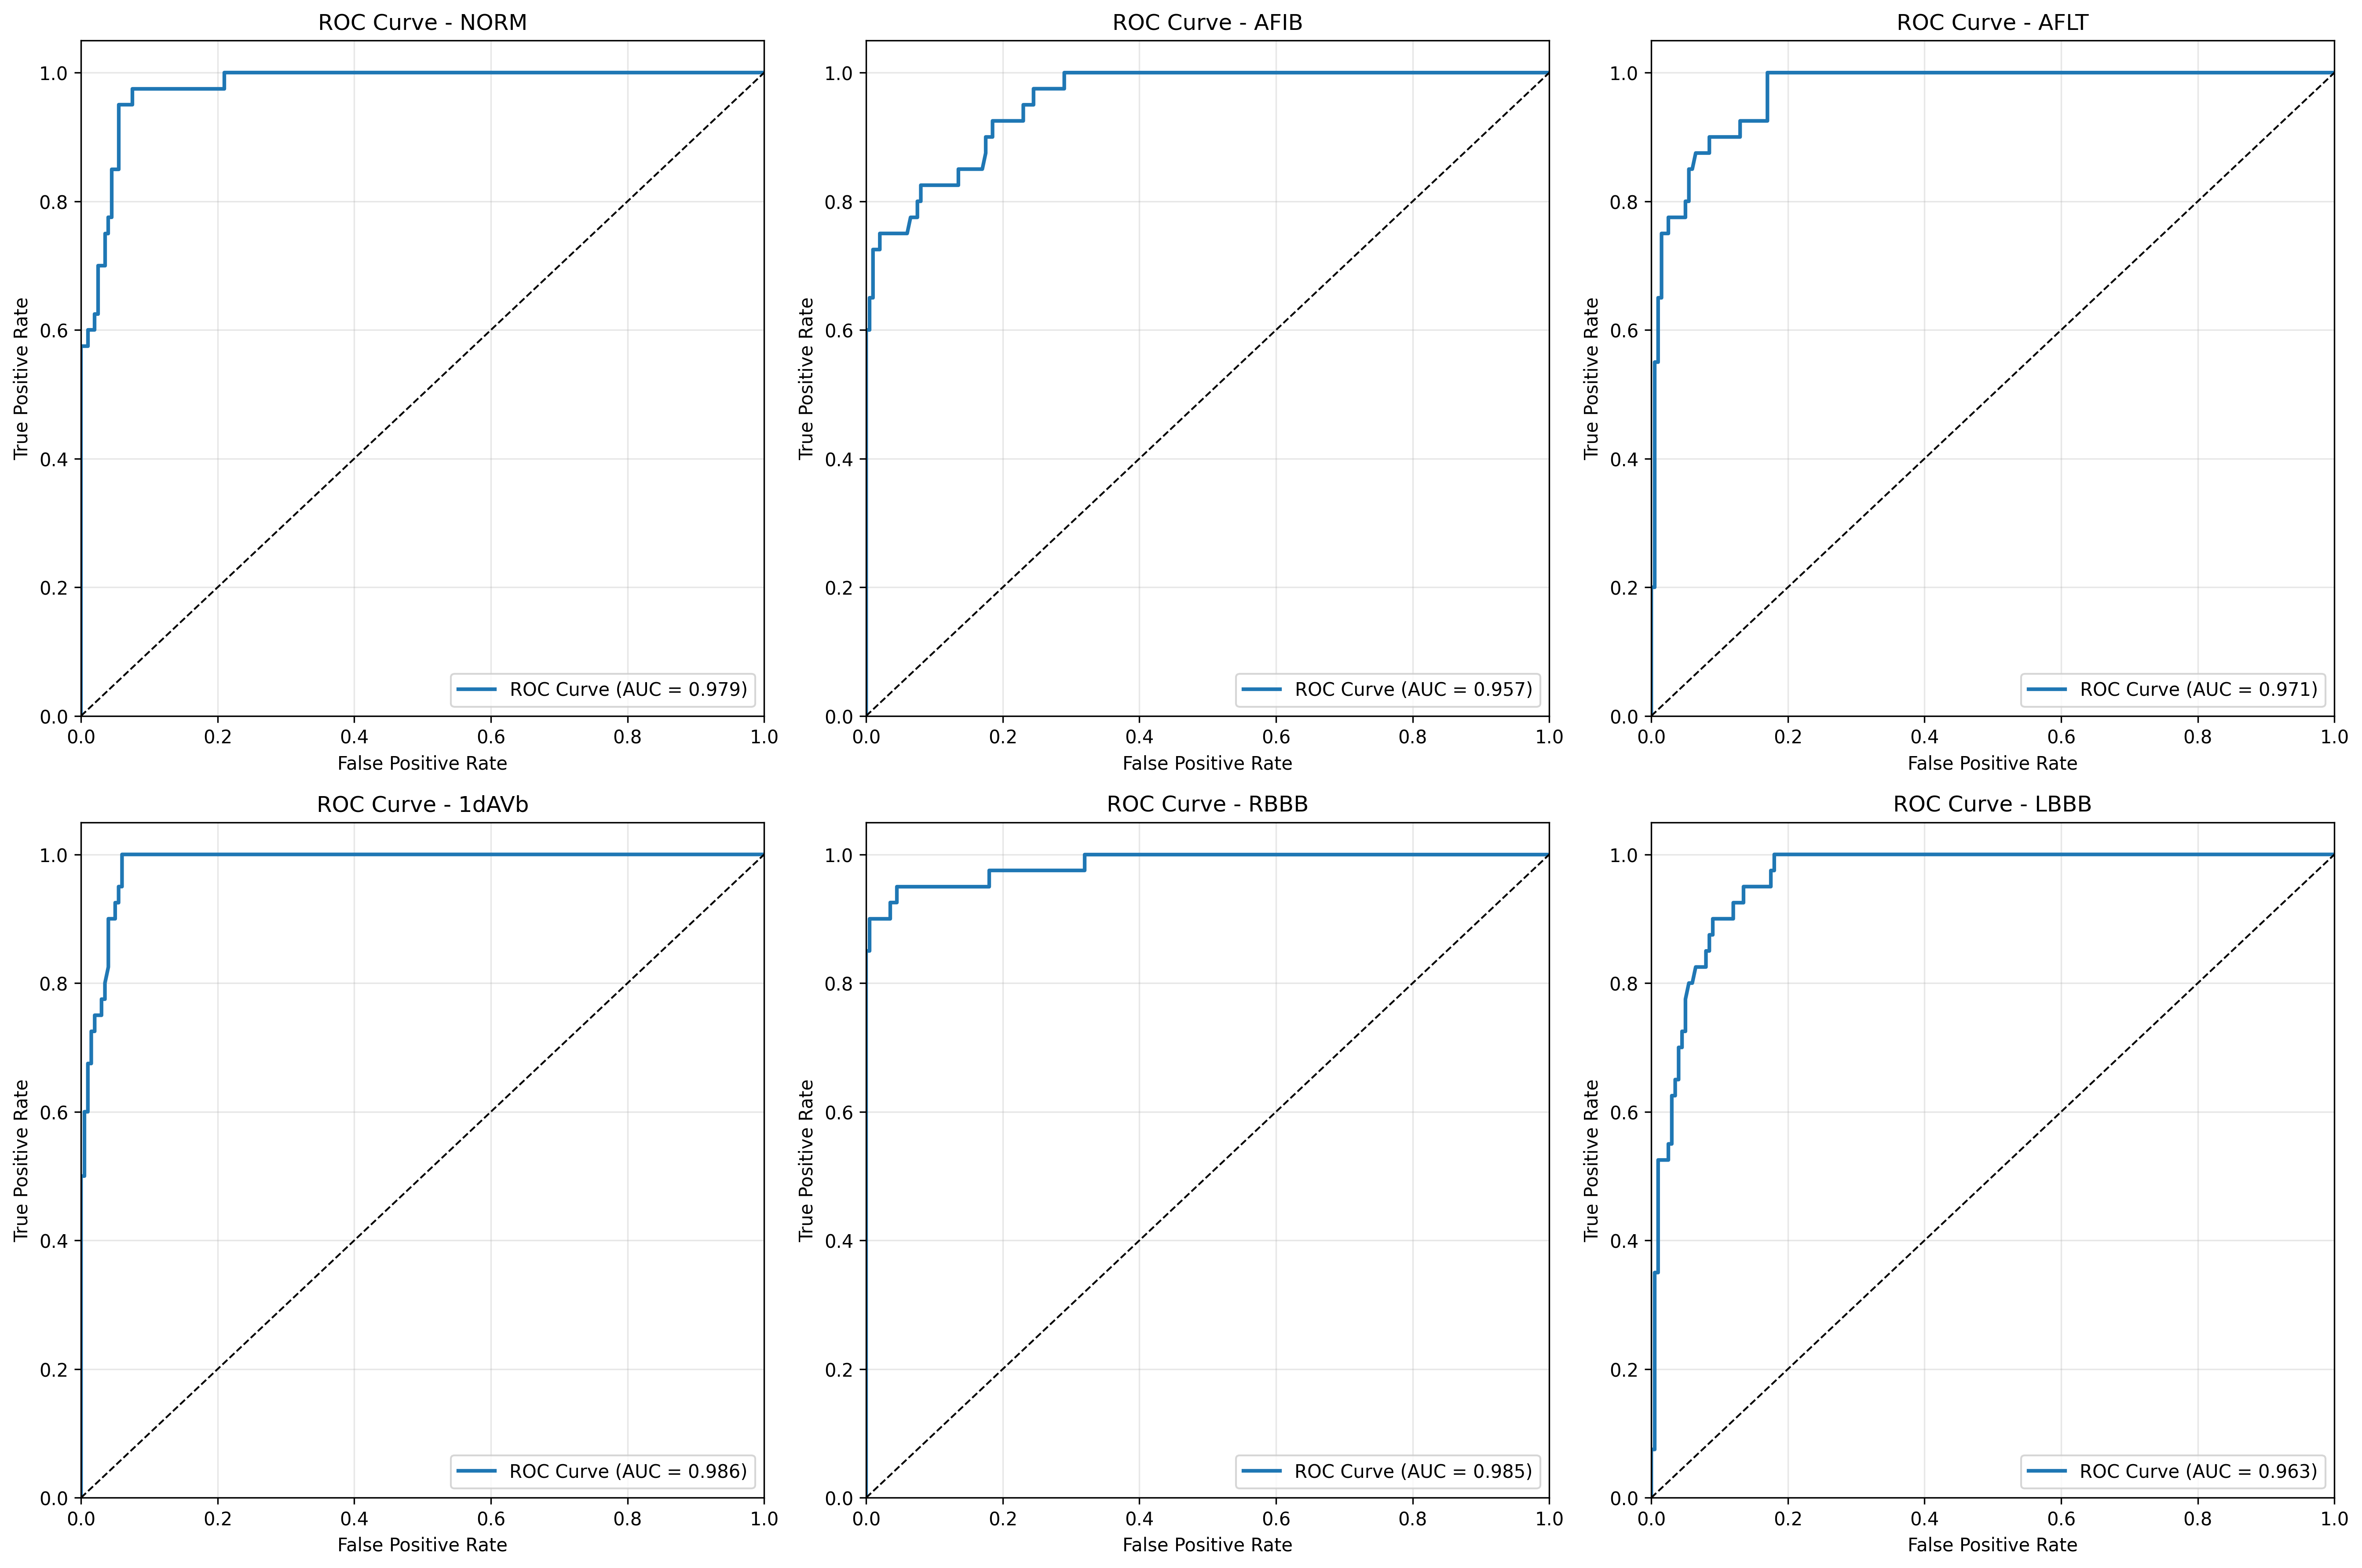 ROC Curve - NORM
True Positive Rate
1.0
0.8
0.6
0.4
0.2
0.0
ROC Curve (AUC = 0.979)
0.0 0.2 0.4 0.6 0.8 1.0
False Positive Rate
ROC Curve - AFIB
True Positive Rate
1.0
0.8
0.6
0.4
0.2
0.0
ROC Curve (AUC = 0.957)
0.0 0.2 0.4 0.6 0.8 1.0
False Positive Rate
ROC Curve - AFLT
True Positive Rate
1.0
0.8
0.6
0.4
0.2
0.0
ROC Curve (AUC = 0.971)
0.0 0.2 0.4 0.6 0.8 1.0
False Positive Rate
ROC Curve - 1dAVb
True Positive Rate
1.0
0.8
0.6
0.4
0.2
0.0
ROC Curve (AUC = 0.986)
0.0 0.2 0.4 0.6 0.8 1.0
False Positive Rate
ROC Curve - RBBB
True Positive Rate
1.0
0.8
0.6
0.4
0.2
0.0
ROC Curve (AUC = 0.985)
0.0 0.2 0.4 0.6 0.8 1.0
False Positive Rate
ROC Curve - LBBB
True Positive Rate
1.0
0.8
0.6
0.4
0.2
0.0
ROC Curve (AUC = 0.963)
0.0 0.2 0.4 0.6 0.8 1.0
False Positive Rate